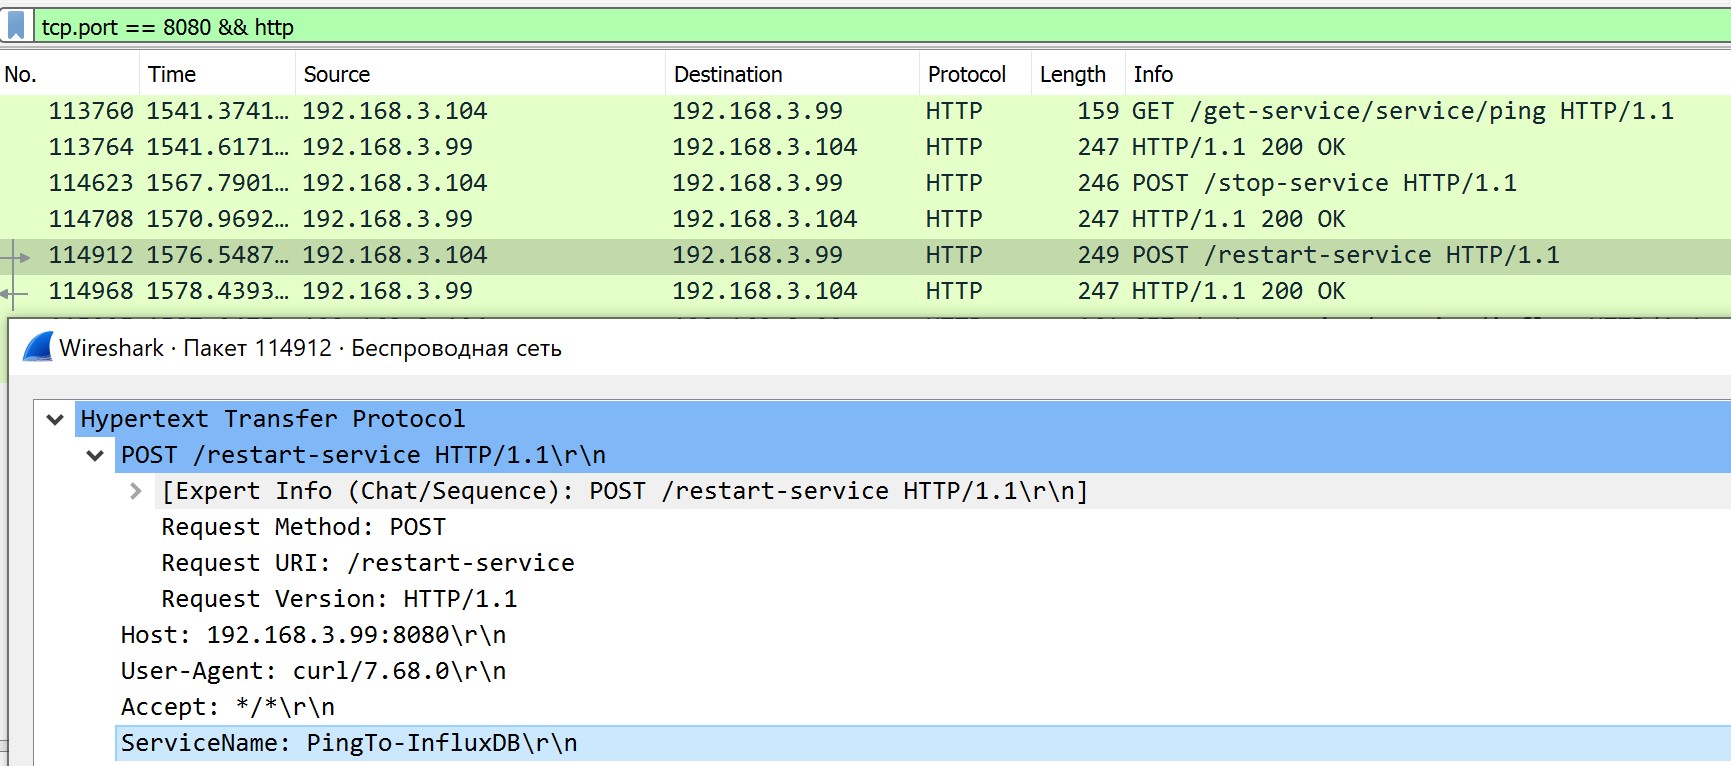 tcp.port == 8080 && http
No. Time Source Destination Protocol Length Info
113760 1541.3741… 192.168.3.104 192.168.3.99 HTTP 159 GET /get-service/service/ping HTTP/1.1
113764 1541.6171… 192.168.3.99 192.168.3.104 HTTP 247 HTTP/1.1 200 OK
114623 1567.7901… 192.168.3.104 192.168.3.99 HTTP 246 POST /stop-service HTTP/1.1
114708 1570.9692… 192.168.3.99 192.168.3.104 HTTP 247 HTTP/1.1 200 OK
114912 1576.5487… 192.168.3.104 192.168.3.99 HTTP 249 POST /restart-service HTTP/1.1
114968 1578.4393… 192.168.3.99 192.168.3.104 HTTP 247 HTTP/1.1 200 OK
Wireshark · Пакет 114912 · Беспроводная сеть
Hypertext Transfer Protocol
POST /restart-service HTTP/1.1\r\n
[Expert Info (Chat/Sequence): POST /restart-service HTTP/1.1\r\n]
Request Method: POST
Request URI: /restart-service
Request Version: HTTP/1.1
Host: 192.168.3.99:8080\r\n
User-Agent: curl/7.68.0\r\n
Accept: */*\r\n
ServiceName: PingTo-InfluxDB\r\n